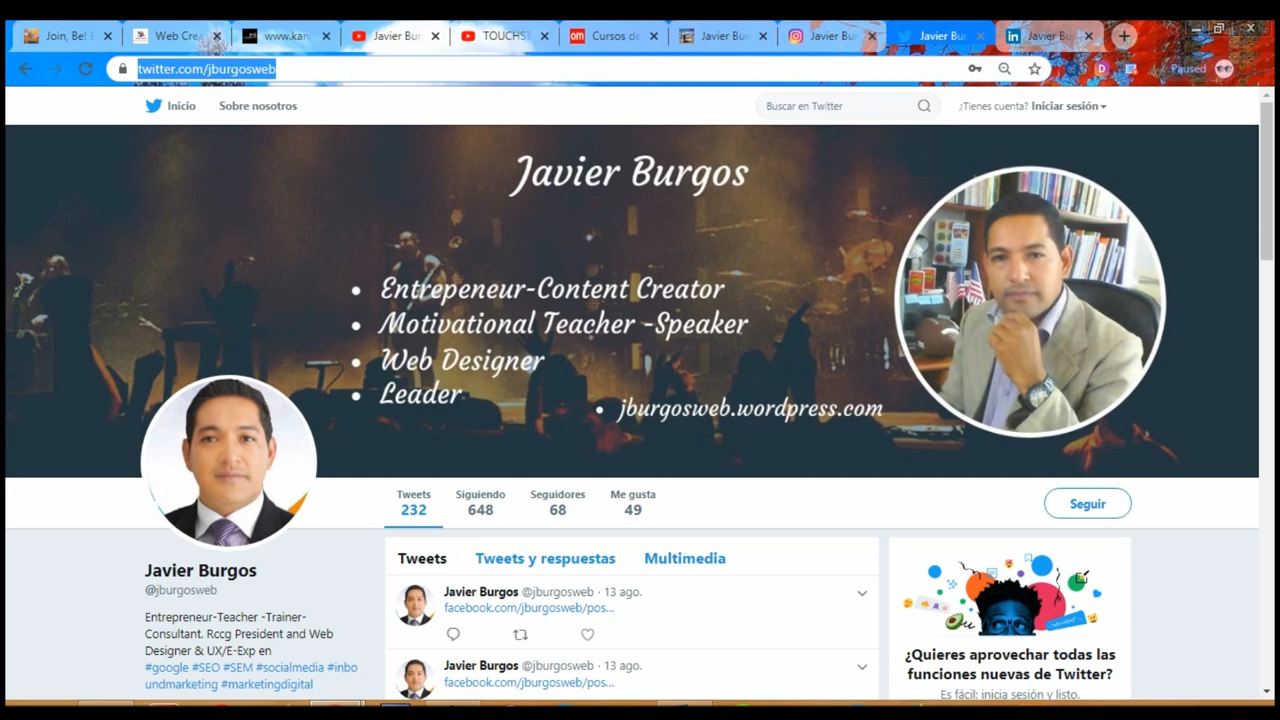 Join, Be! E
Web Crea
www.kan
Javier Bur
TOUCHST
Cursos de
Javier Bu
Javier Bur
Javier Bur
Javier Bu
twitter.com/jburgosweb
Paused
Inicio
Sobre nosotros
Buscar en Twitter
¿Tienes cuenta? Iniciar sesión
Javier Burgos
• Entrepeneur-Content Creator
• Motivational Teacher -Speaker
• Web Designer
• Leader
• jburgosweb.wordpress.com
Tweets Siguiendo Seguidores Me gusta
232 648 68 49
Seguir
Javier Burgos
@jburgosweb
Entrepreneur-Teacher -Trainer-
Consultant. Rccg President and Web
Designer & UX/E-Exp en
#google #SEO #SEM #socialmedia #inbo
undmarketing #marketingdigital
Tweets Tweets y respuestas Multimedia
Javier Burgos @jburgosweb · 13 ago.
facebook.com/jburgosweb/pos...
Javier Burgos @jburgosweb · 13 ago.
facebook.com/jburgosweb/pos...
¿Quieres aprovechar todas las
funciones nuevas de Twitter?
Es fácil: inicia sesión y listo.